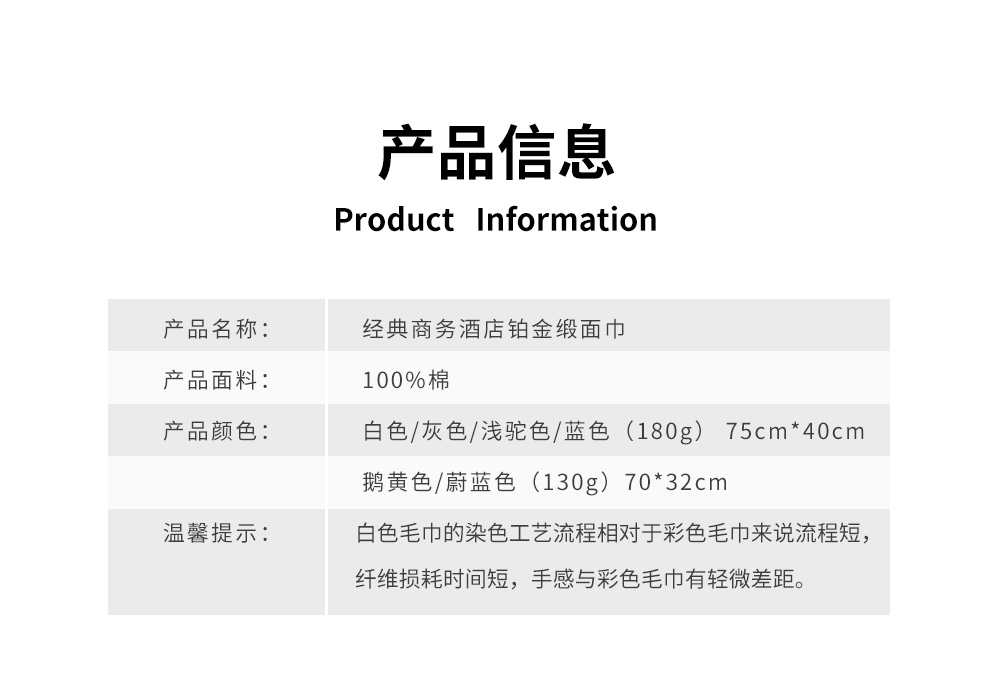 产品信息
Product Information
产品名称： 经典商务酒店铂金缎面巾
产品面料： 100%棉
产品颜色： 白色/灰色/浅驼色/蓝色（180g） 75cm*40cm
鹅黄色/蔚蓝色（130g）70*32cm
温馨提示： 白色毛巾的染色工艺流程相对于彩色毛巾来说流程短，
纤维损耗时间短，手感与彩色毛巾有轻微差距。